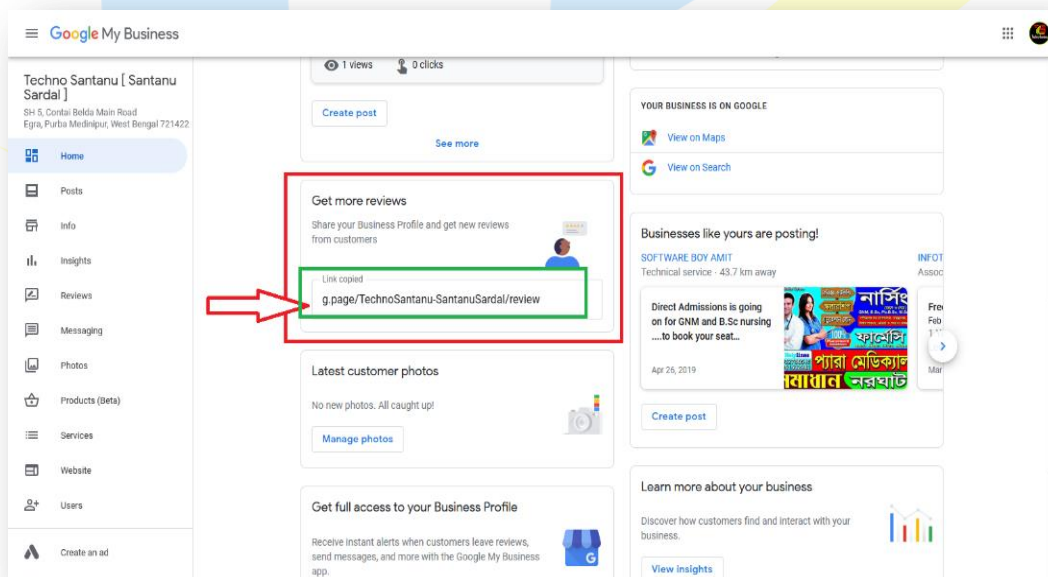 Google My Business
Techno Santanu [ Santanu
Sardal ]
SH 5, Contai Belda Main Road
Egra, Purba Medinipur, West Bengal 721422
Home
Posts
Info
Insights
Reviews
Messaging
Photos
Products (Beta)
Services
Website
Users
Create an ad
1 views 0 clicks
Create post
See more
Get more reviews
Share your Business Profile and get new reviews
from customers
Link copied
g.page/TechnoSantanu-SantanuSardal/review
Latest customer photos
No new photos. All caught up!
Manage photos
Get full access to your Business Profile
Receive instant alerts when customers leave reviews,
send messages, and more with the Google My Business
app.
YOUR BUSINESS IS ON GOOGLE
View on Maps
View on Search
Businesses like yours are posting!
SOFTWARE BOY AMIT
Technical service · 43.7 km away
Direct Admissions is going
on for GNM and B.Sc nursing
....to book your seat...
Apr 26, 2019
নার্সিং
100%
ফার্মেসি
প্যারা মেডিক্যাল
সমাধান নরঘাট
INFOT
Assoc
Free
Feb
Mar
Create post
Learn more about your business
Discover how customers find and interact with your
business.
View insights